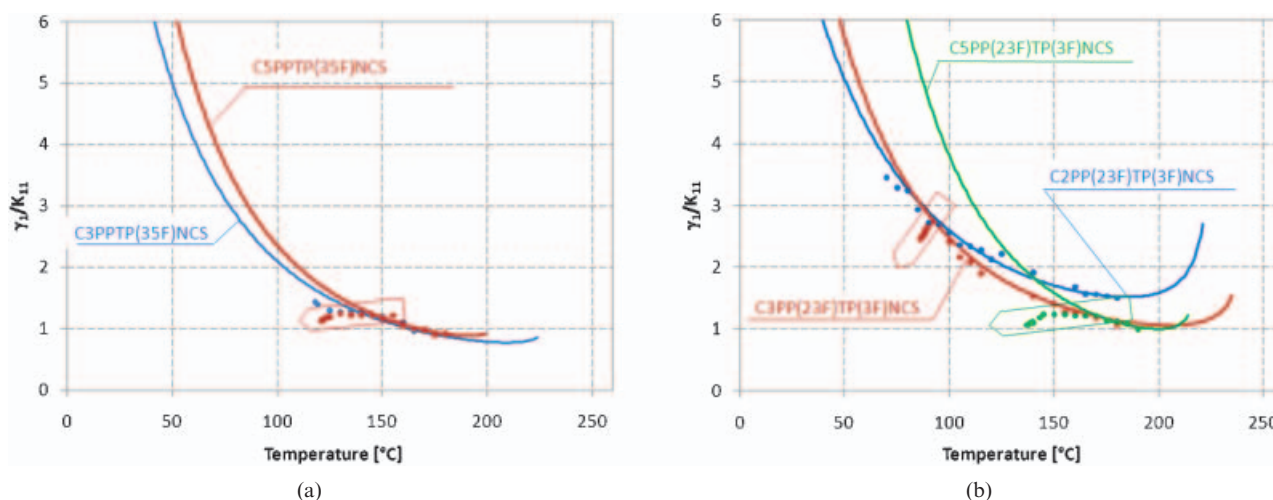 6
5
4
3
2
1
0
γ₁/K₁₁
C5PPTP(35F)NCS
C3PPTP(35F)NCS
0 50 100 150 200 250
Temperature [°C]
(a)
6
5
4
3
2
1
0
γ₁/K₁₁
C5PP(23F)TP(3F)NCS
C2PP(23F)TP(3F)NCS
C3PP(23F)TP(3F)NCS
0 50 100 150 200 250
Temperature [°C]
(b)